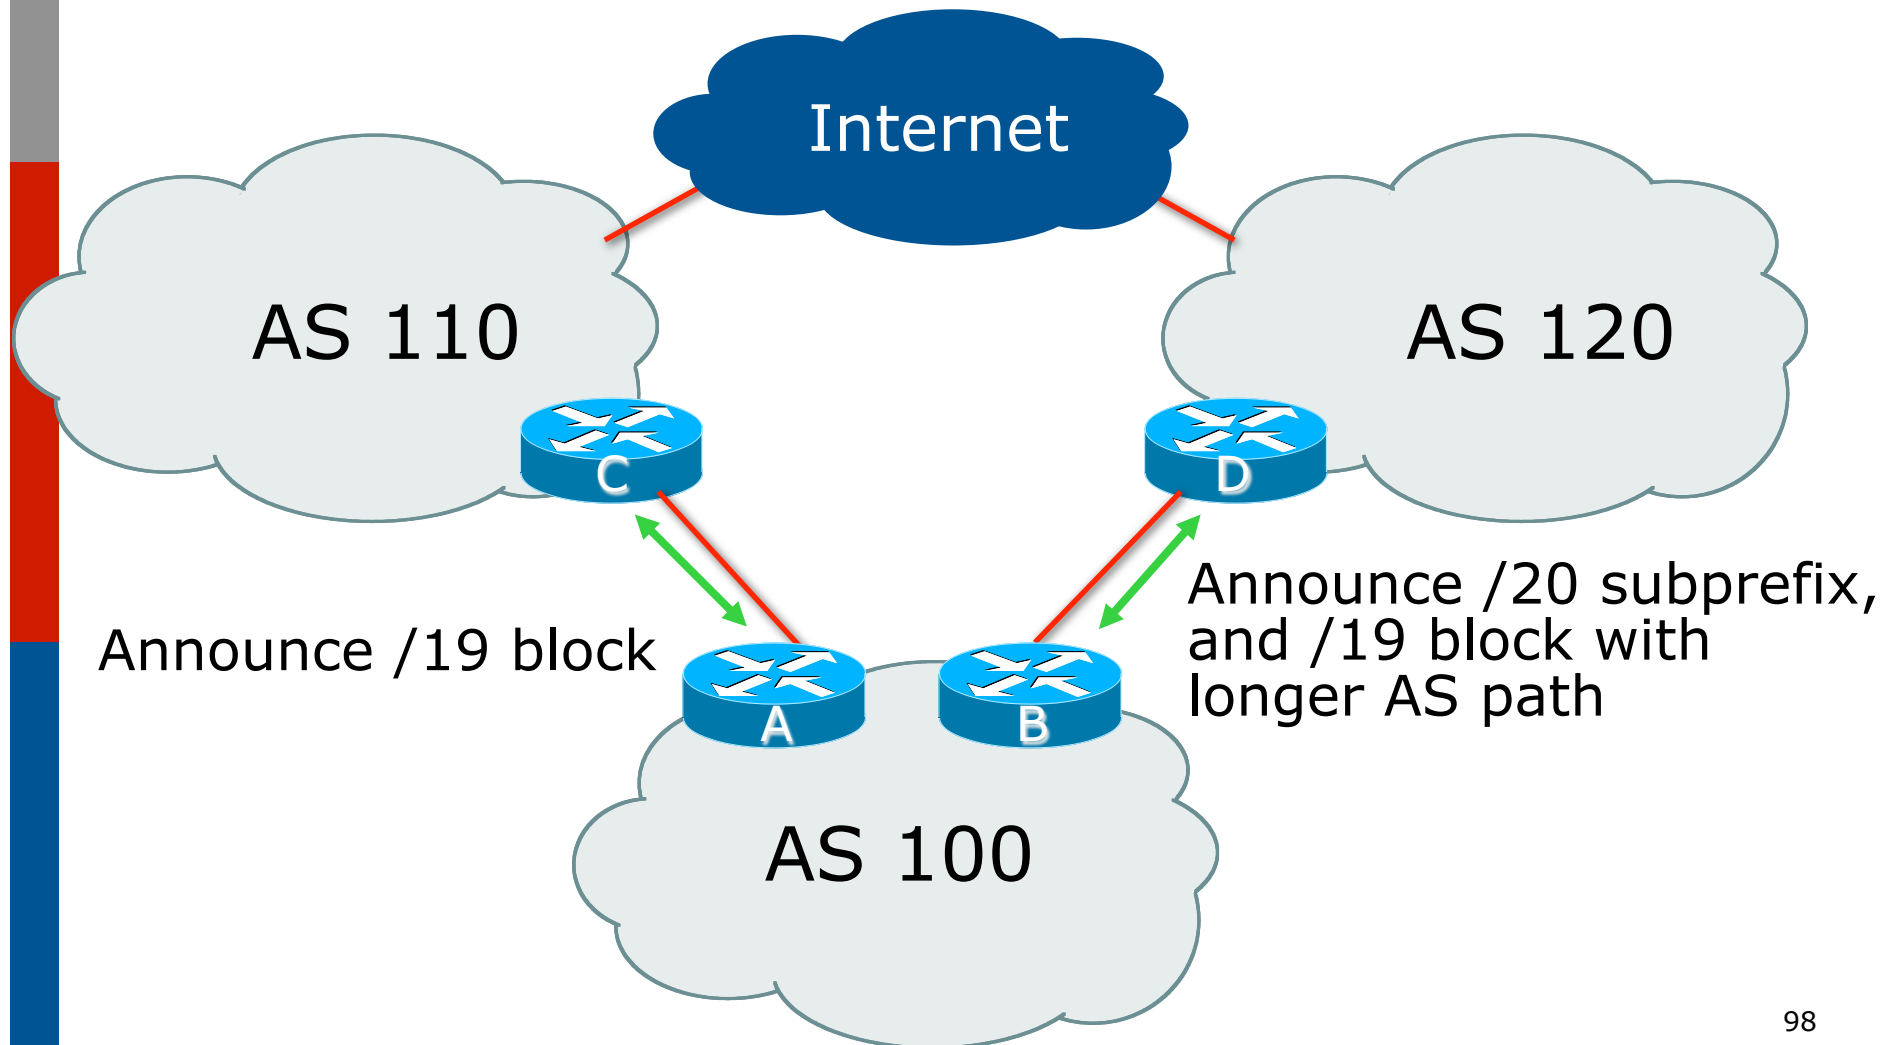 Internet
AS 110
AS 120
C
D
Announce /19 block
Announce /20 subprefix,
and /19 block with
longer AS path
A
B
AS 100
98